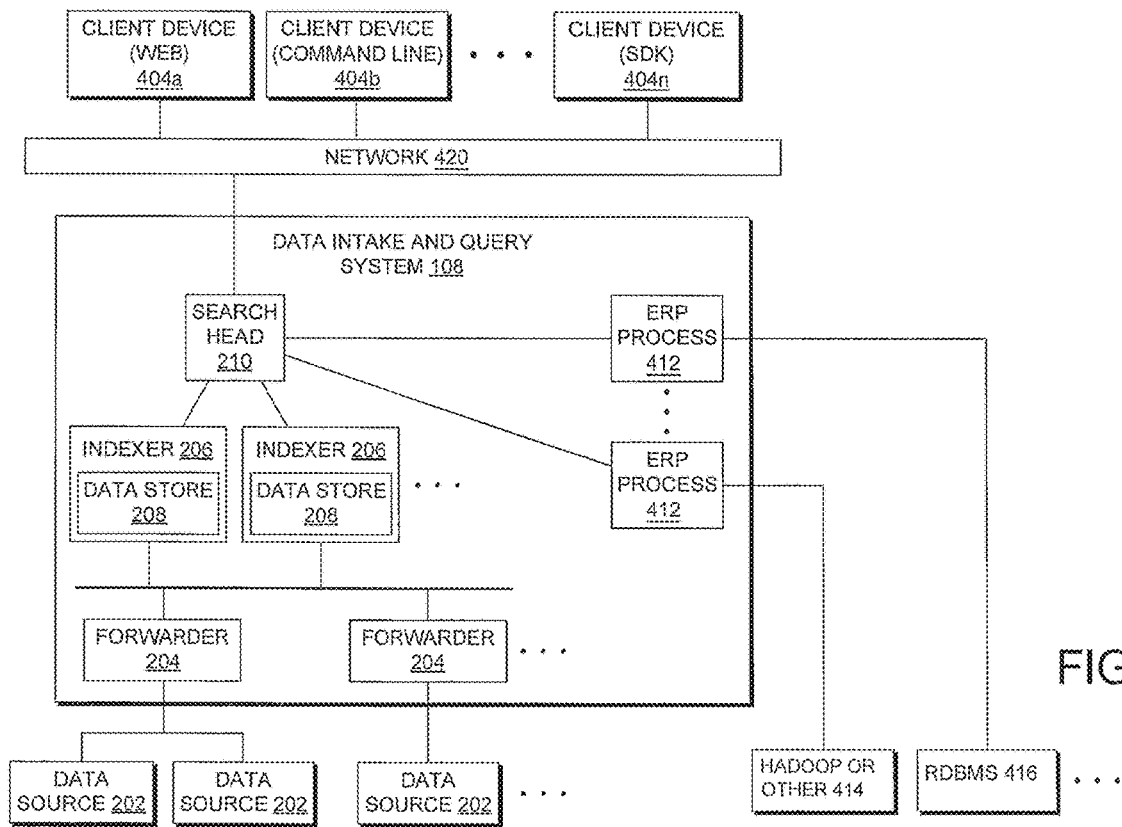 CLIENT DEVICE
(WEB)
404a
CLIENT DEVICE
(COMMAND LINE)
404b
. . .
CLIENT DEVICE
(SDK)
404n
NETWORK 420
DATA INTAKE AND QUERY
SYSTEM 108
SEARCH
HEAD
210
ERP
PROCESS
412
INDEXER 206
DATA STORE
208
INDEXER 206
DATA STORE
208
. . .
ERP
PROCESS
412
FORWARDER
204
FORWARDER
204
. . .
FIG
DATA
SOURCE 202
DATA
SOURCE 202
DATA
SOURCE 202
. . .
HADOOP OR
OTHER 414
RDBMS 416
. . .